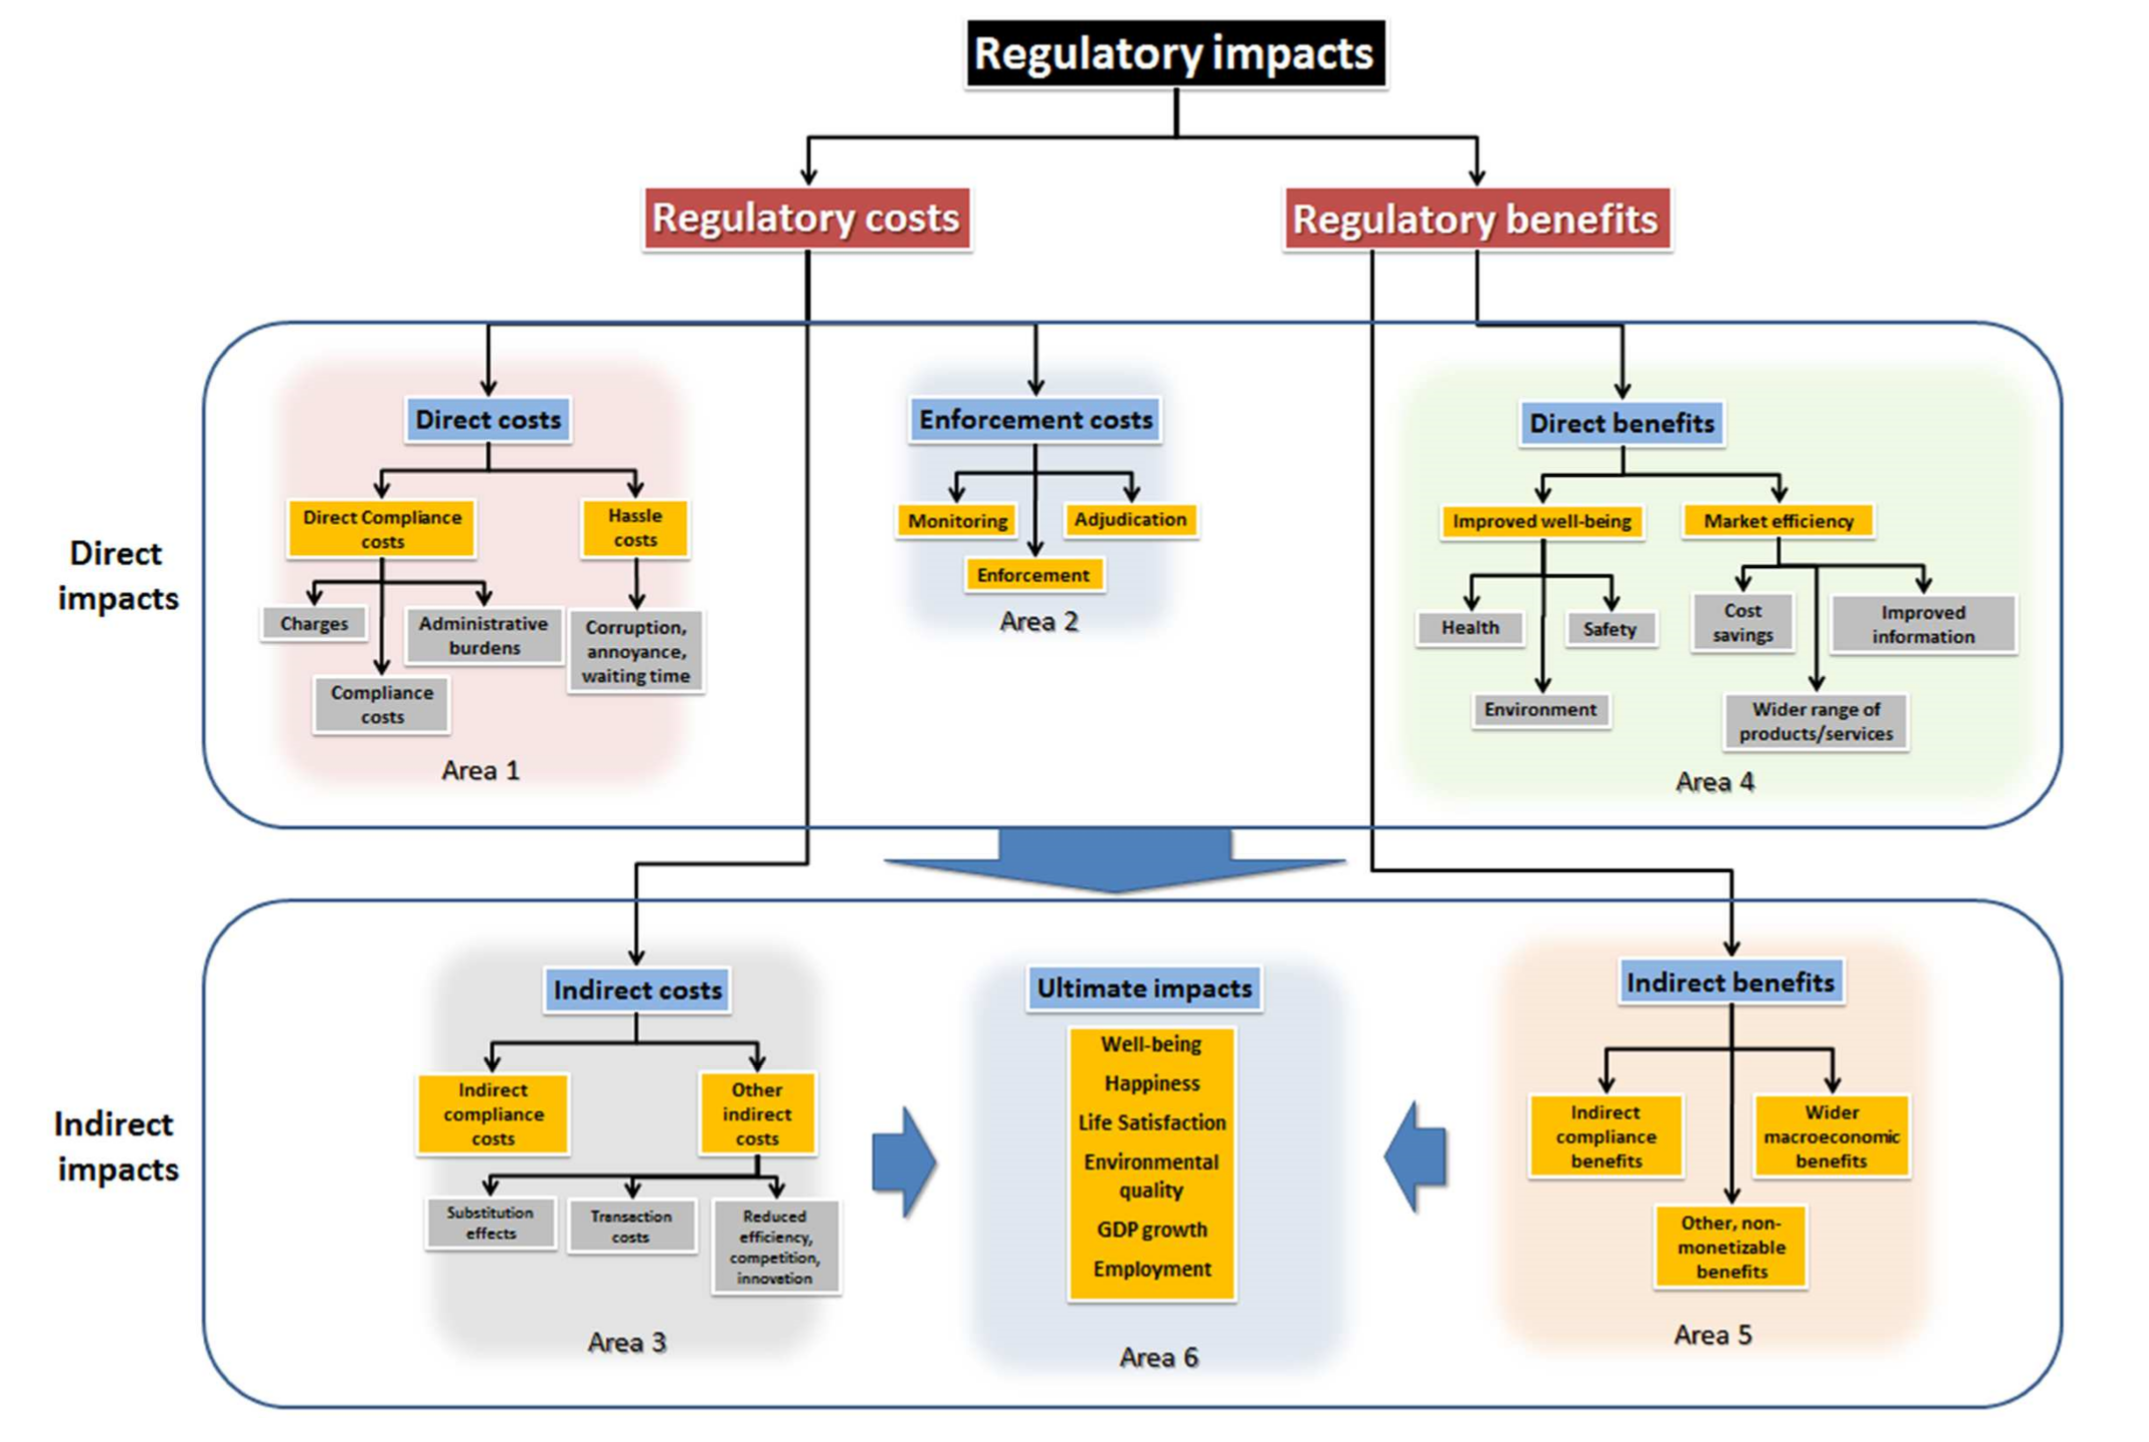 Regulatory impacts
Regulatory costs
Regulatory benefits
Direct
impacts
Direct costs
Direct Compliance
costs
Hassle
costs
Charges
Administrative
burdens
Compliance
costs
Corruption,
annoyance,
waiting time
Area 1
Enforcement costs
Monitoring
Adjudication
Enforcement
Area 2
Direct benefits
Improved well-being
Market efficiency
Health
Safety
Environment
Cost
savings
Improved
information
Wider range of
products/services
Area 4
Indirect
impacts
Indirect costs
Indirect
compliance
costs
Other
indirect
costs
Substitution
effects
Transaction
costs
Reduced
efficiency,
competition,
innovation
Area 3
Ultimate impacts
Well-being
Happiness
Life Satisfaction
Environmental
quality
GDP growth
Employment
Area 6
Indirect benefits
Indirect
compliance
benefits
Wider
macroeconomic
benefits
Other, non-
monetizable
benefits
Area 5